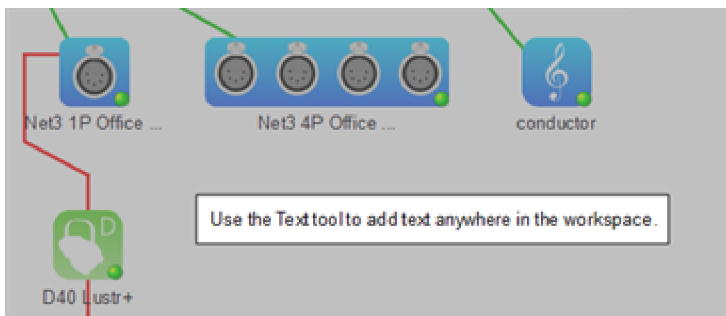 Net3 1P Office ...
Net3 4P Office ...
conductor
Use the Text tool to add text anywhere in the workspace.
D
D40 Lustr+